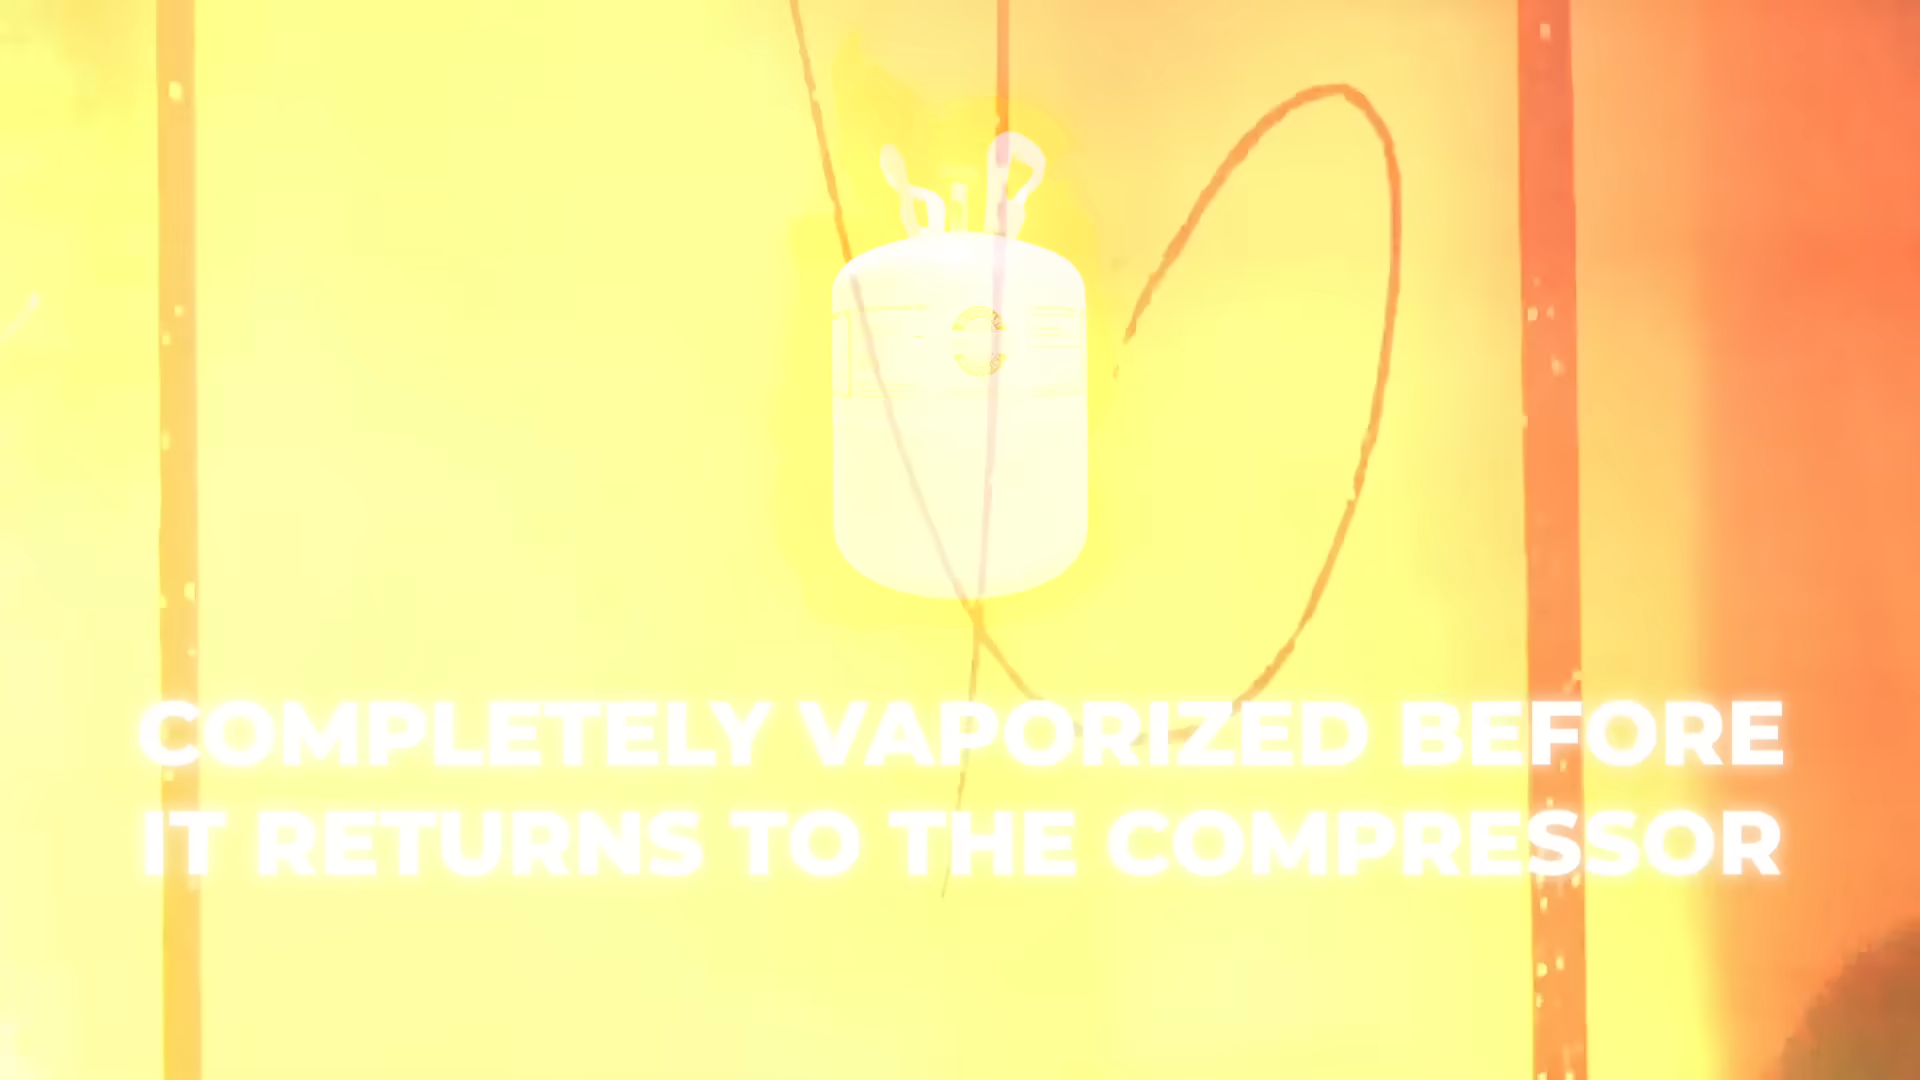 COMPLETELY VAPORIZED BEFORE
IT RETURNS TO THE COMPRESSOR